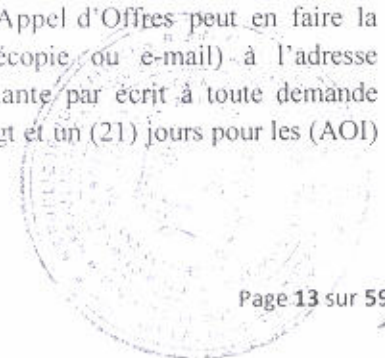 Appel d'Offres peut en faire la
écopie ou e-mail) à l'adresse
ante par écrit à toute demande
gt et un (21) jours pour les (AOI)
Page 13 sur 59